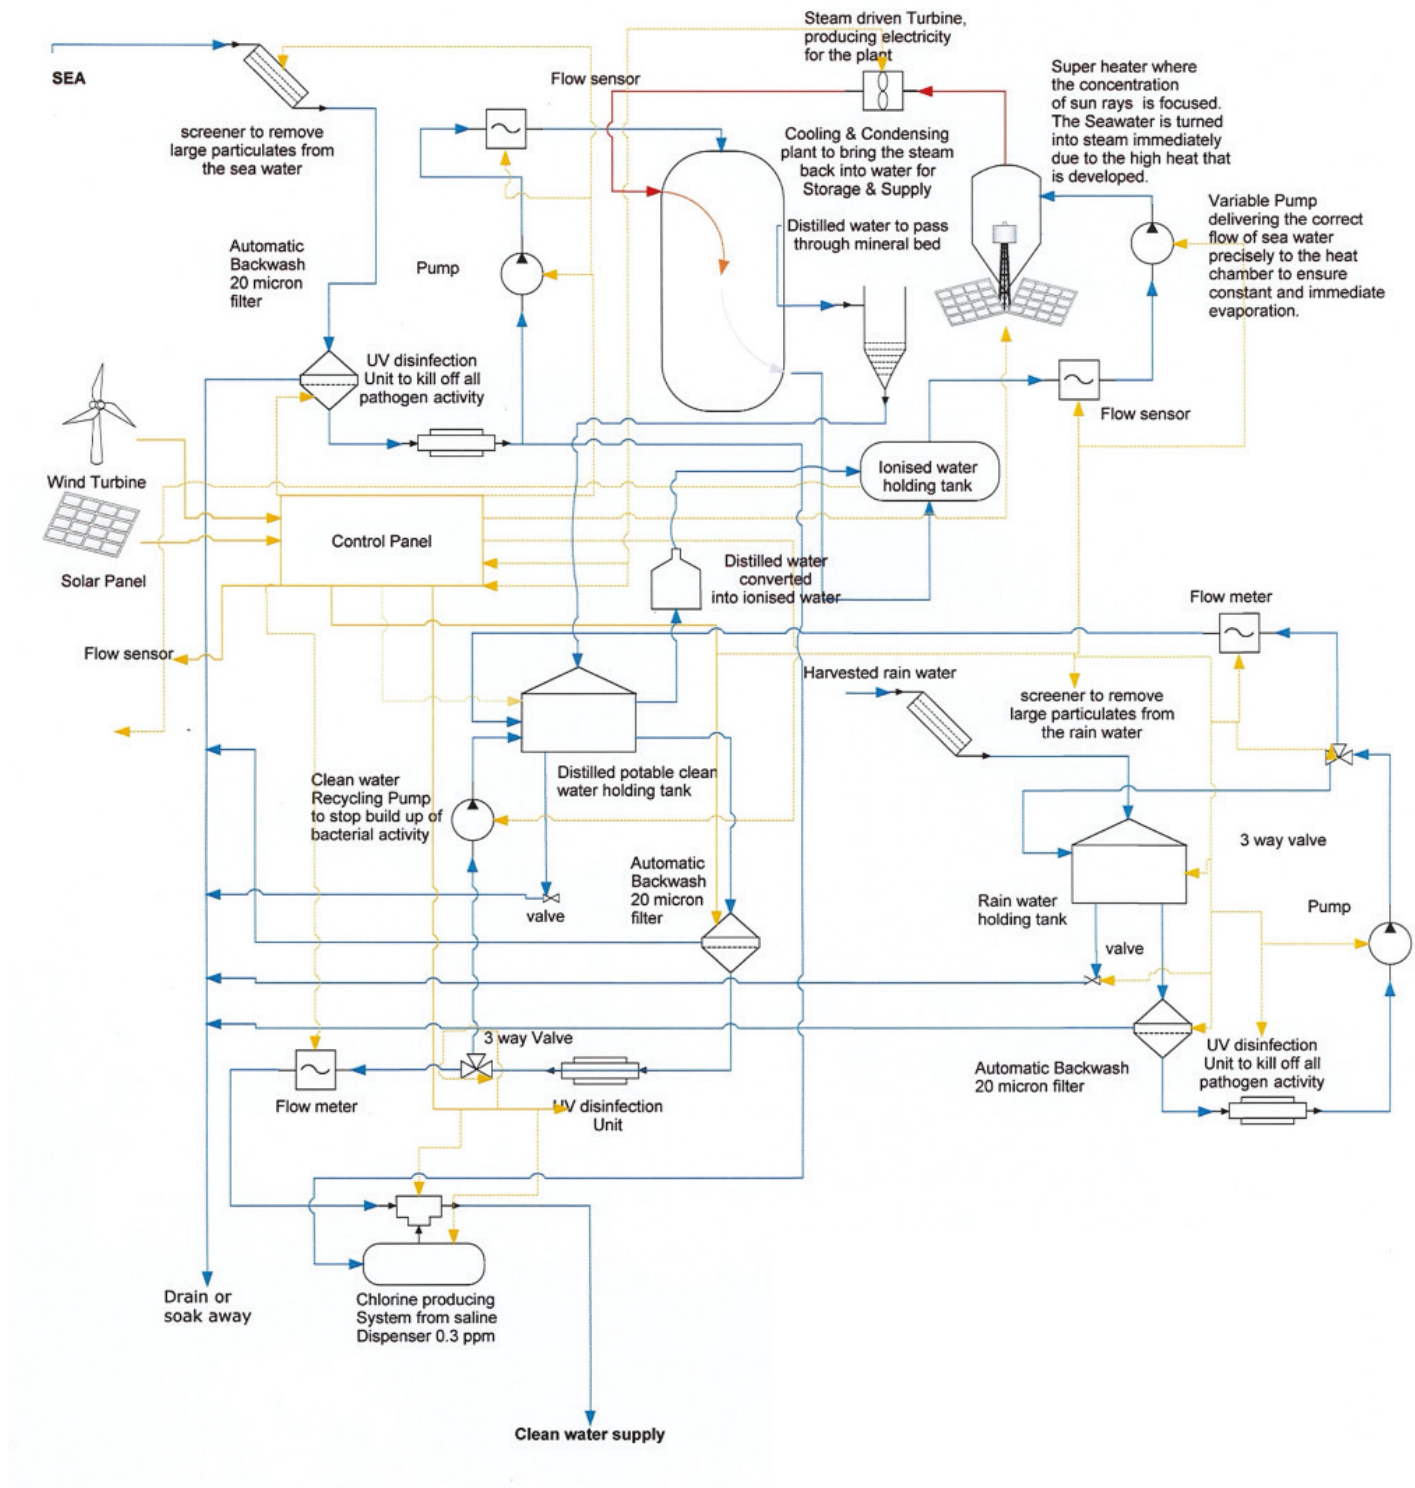 Steam driven Turbine,
producing electricity
for the plant
SEA
Flow sensor
Super heater where
the concentration
of sun rays is focused.
The Seawater is turned
into steam immediately
due to the high heat that
is developed.
screener to remove
large particulates from
the sea water
Cooling & Condensing
plant to bring the steam
back into water for
Storage & Supply
Distilled water to pass
through mineral bed
Variable Pump
delivering the correct
flow of sea water
precisely to the heat
chamber to ensure
constant and immediate
evaporation.
Automatic
Backwash
20 micron
filter
Pump
UV disinfection
Unit to kill off all
pathogen activity
Flow sensor
Wind Turbine
Ionised water
holding tank
Control Panel
Solar Panel
Distilled water
converted
into ionised water
Flow meter
Flow sensor
Harvested rain water
screener to remove
large particulates from
the rain water
Distilled potable clean
water holding tank
Clean water
Recycling Pump
to stop build up of
bacterial activity
3 way valve
Automatic
Backwash
20 micron
filter
Rain water
holding tank
Pump
valve
valve
3 way Valve
UV disinfection
Unit to kill off all
pathogen activity
Automatic Backwash
20 micron filter
Flow meter
UV disinfection
Unit
Drain or
soak away
Chlorine producing
System from saline
Dispenser 0.3 ppm
Clean water supply